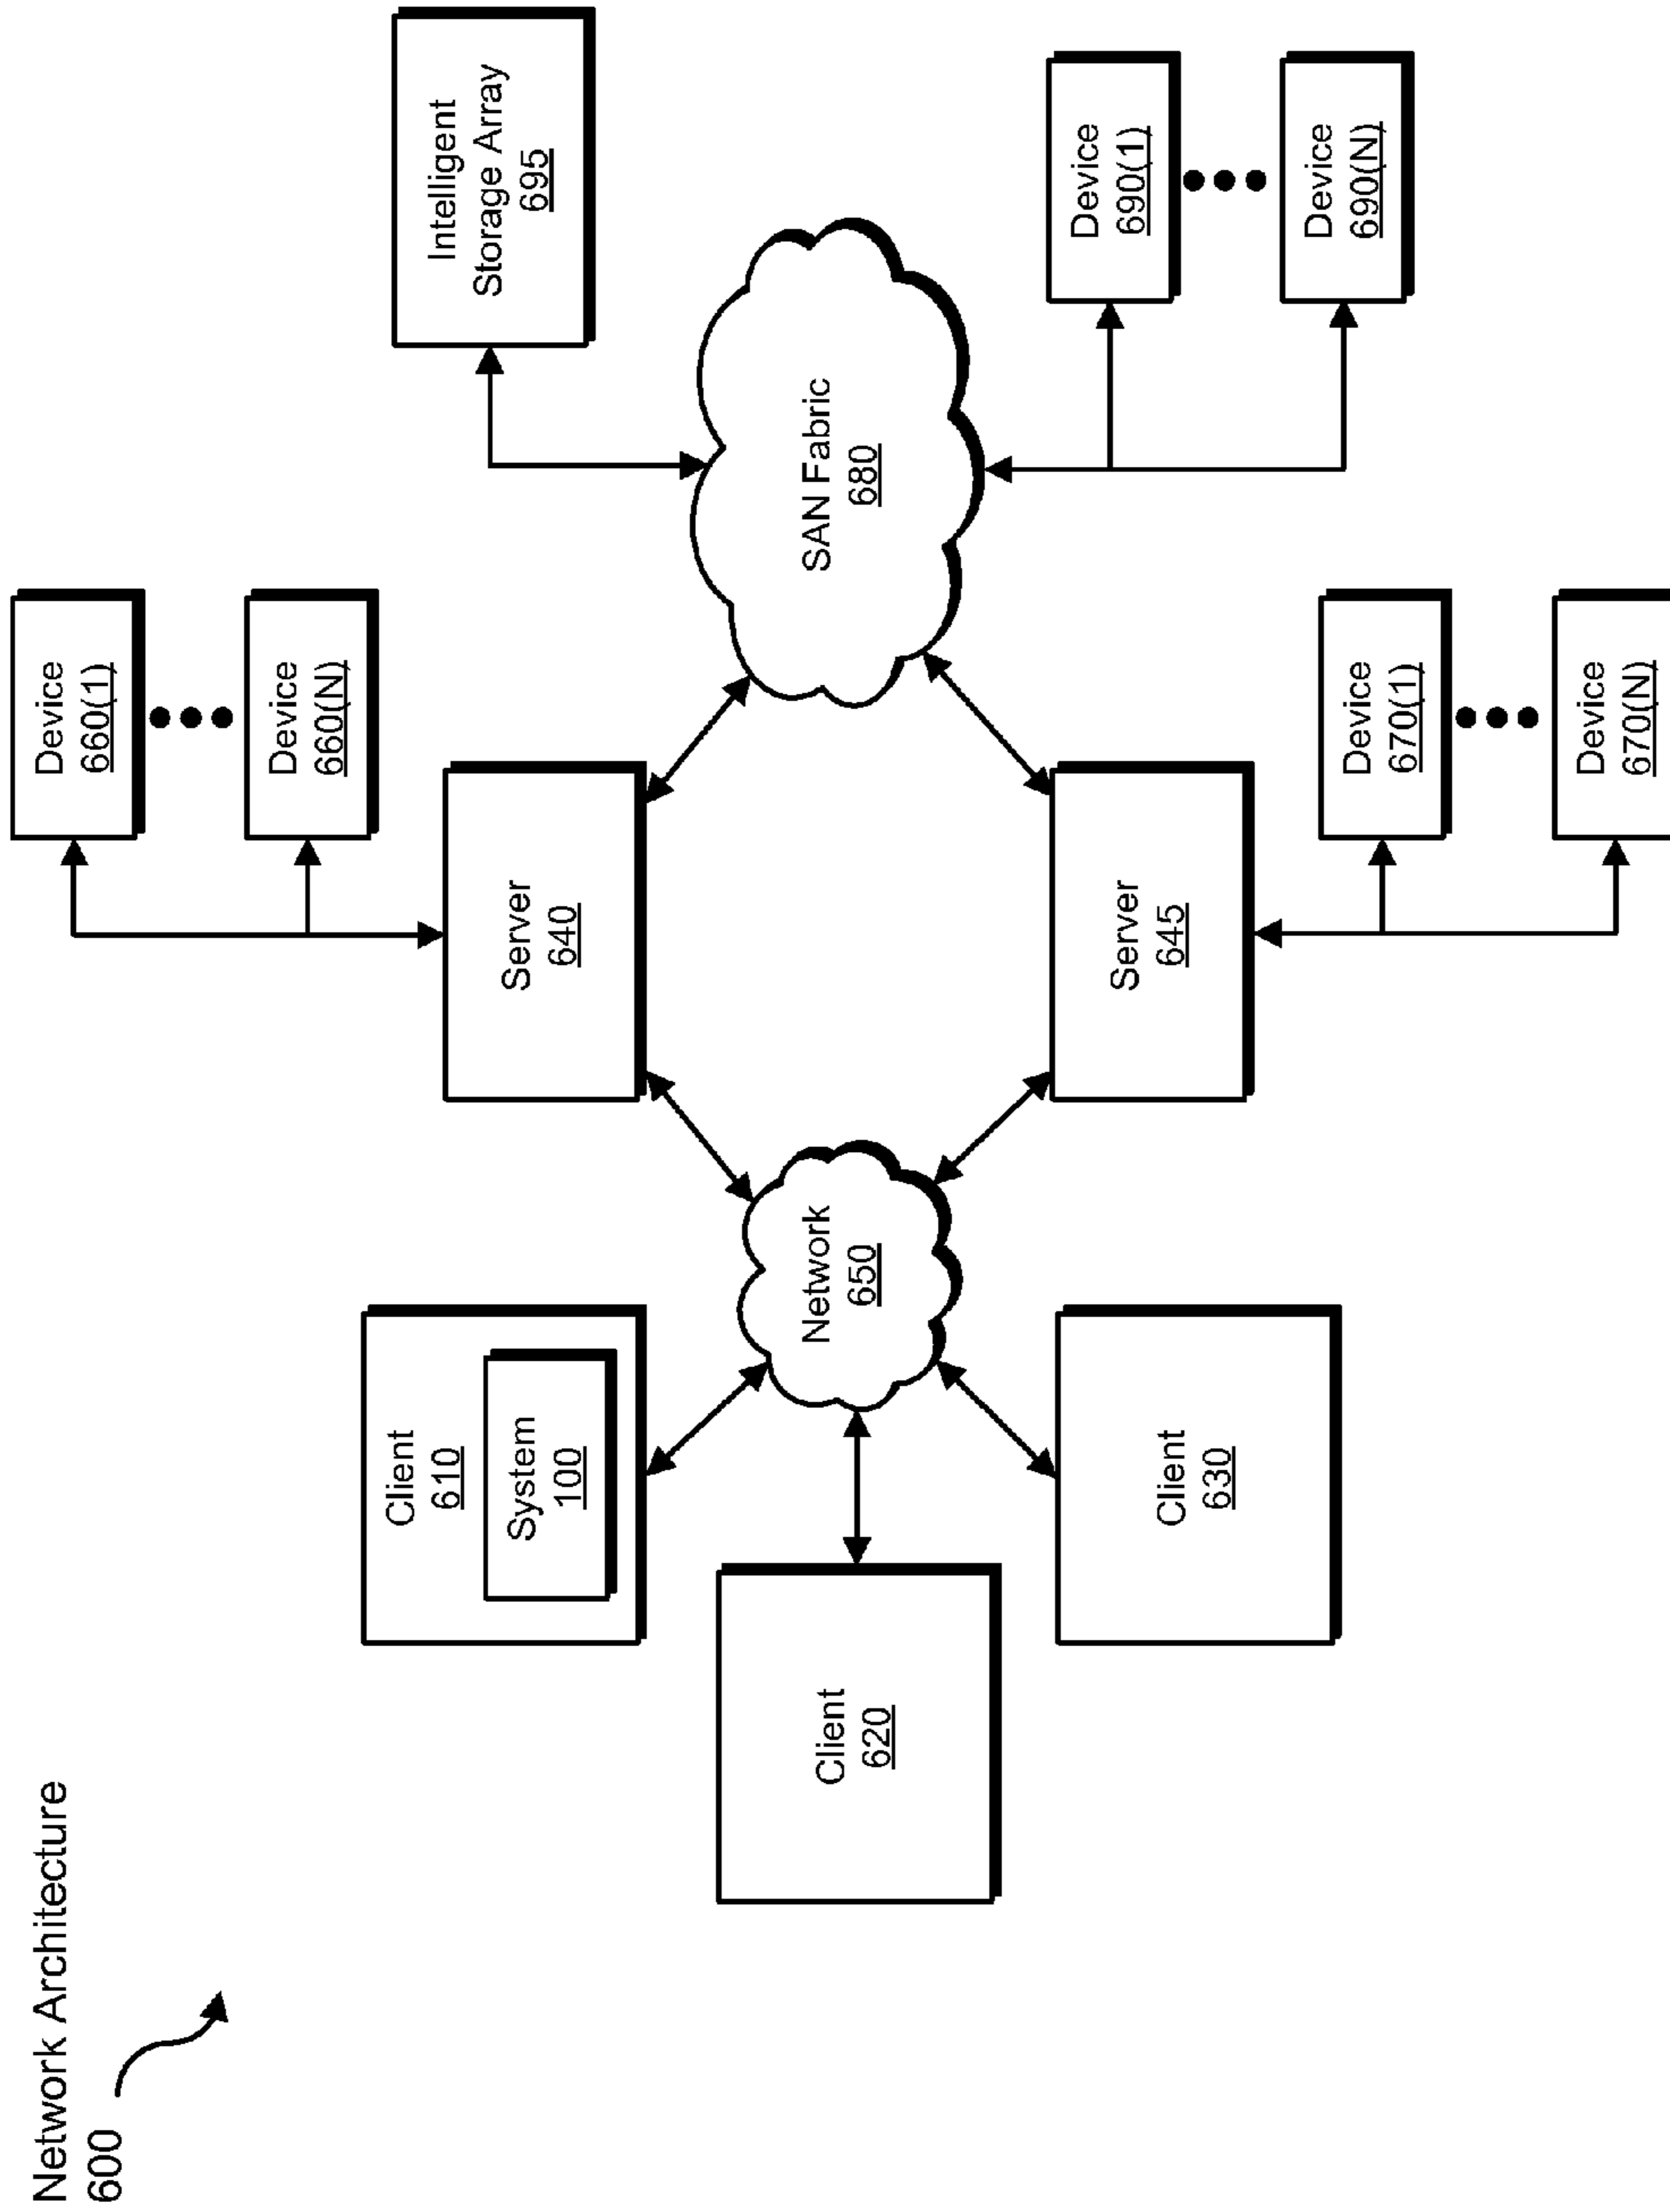 Network Architecture
600
Device
660(1)
Device
660(N)
Client
610
System
100
Server
640
Intelligent
Storage Array
695
Client
620
Network
650
SAN Fabric
680
Client
630
Server
645
Device
690(1)
Device
690(N)
Device
670(1)
Device
670(N)